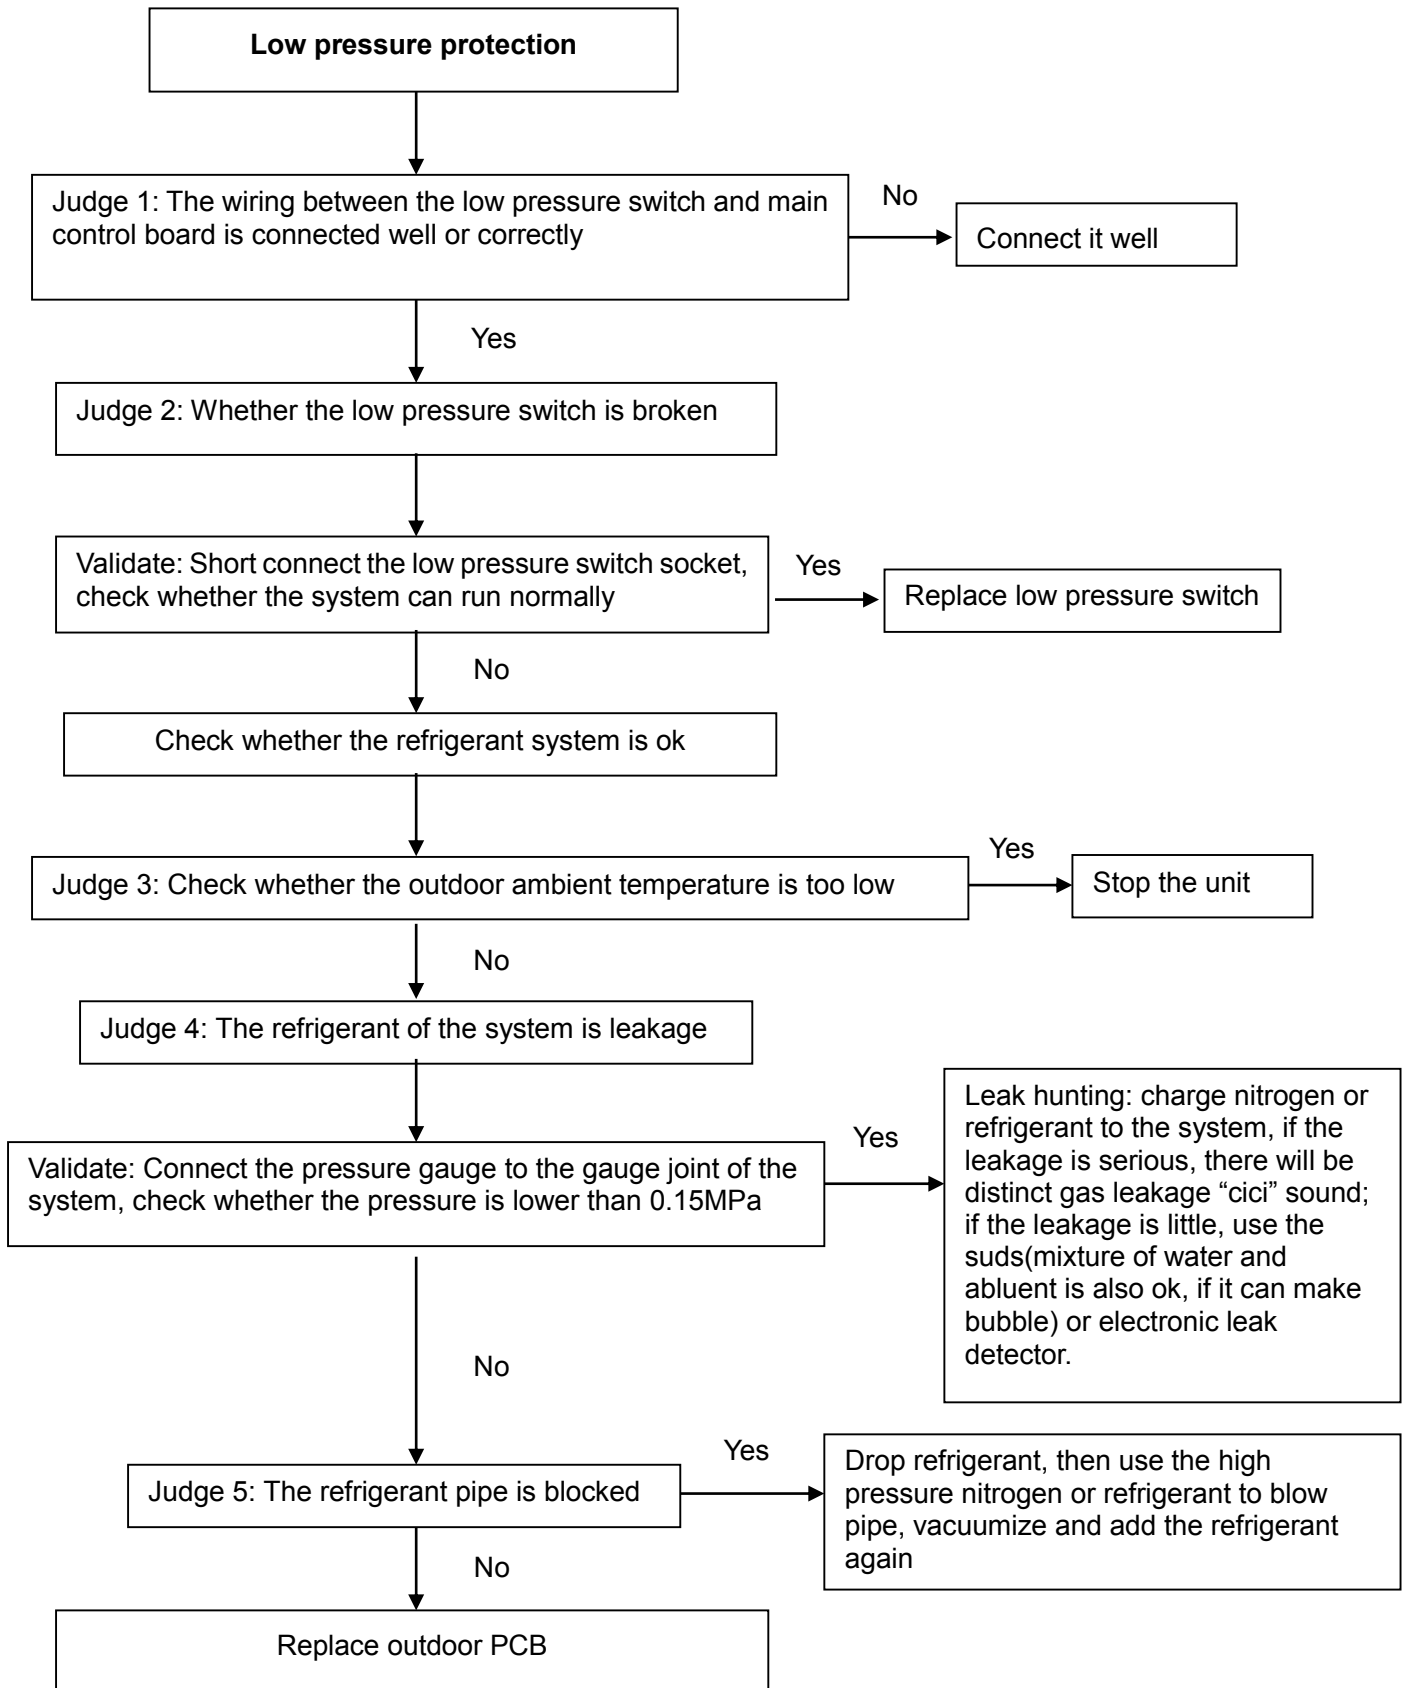 Low pressure protection
Judge 1: The wiring between the low pressure switch and main
control board is connected well or correctly
No
Connect it well
Yes
Judge 2: Whether the low pressure switch is broken
Validate: Short connect the low pressure switch socket,
check whether the system can run normally
Yes
Replace low pressure switch
No
Check whether the refrigerant system is ok
Judge 3: Check whether the outdoor ambient temperature is too low
Yes
Stop the unit
No
Judge 4: The refrigerant of the system is leakage
Validate: Connect the pressure gauge to the gauge joint of the
system, check whether the pressure is lower than 0.15MPa
Yes
Leak hunting: charge nitrogen or
refrigerant to the system, if the
leakage is serious, there will be
distinct gas leakage “cici” sound;
if the leakage is little, use the
suds(mixture of water and
abluent is also ok, if it can make
bubble) or electronic leak
detector.
No
Judge 5: The refrigerant pipe is blocked
Yes
Drop refrigerant, then use the high
pressure nitrogen or refrigerant to blow
pipe, vacuumize and add the refrigerant
again
No
Replace outdoor PCB